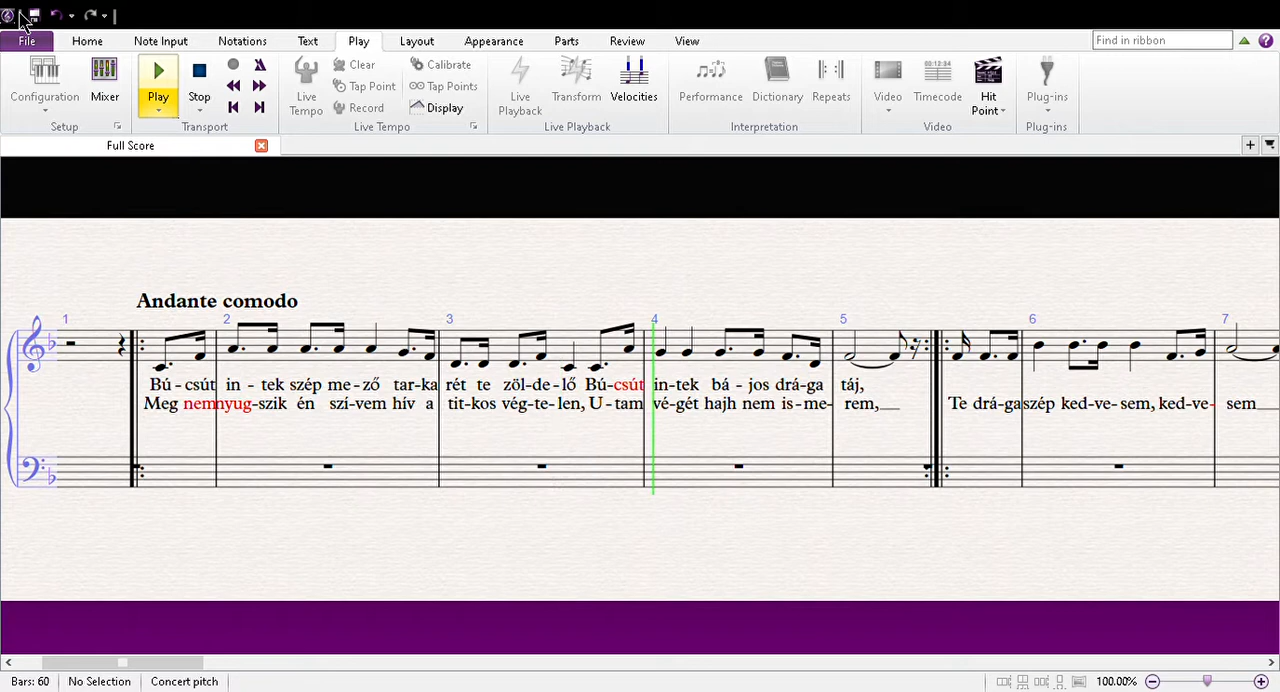 File Home Note Input Notations Text Play Layout Appearance Parts Review View Find in ribbon
Configuration Mixer Play Stop Live Tempo Clear Tap Point Record Calibrate Tap Points Display Live Playback Transform Velocities Performance Dictionary Repeats Video Timecode Hit Point Plug-ins
Setup Transport Live Tempo Live Playback Interpretation Video Plug-ins
Full Score
Andante comodo
1 2 3 4 5 6 7
Bú-csút in-tek szép me-ző tar-ka rét te zöl-de-lő Bú-csút in-tek bá-jos drá-ga táj,
Meg nemnyug-szik én szí-vem hív a tit-kos vég-te-len, U-tam vé-gét hajh nem is-me-rem,__ Te drá-gaszép ked-ve-sem, ked-ve-sem__
Bars: 60 No Selection Concert pitch 100.00%